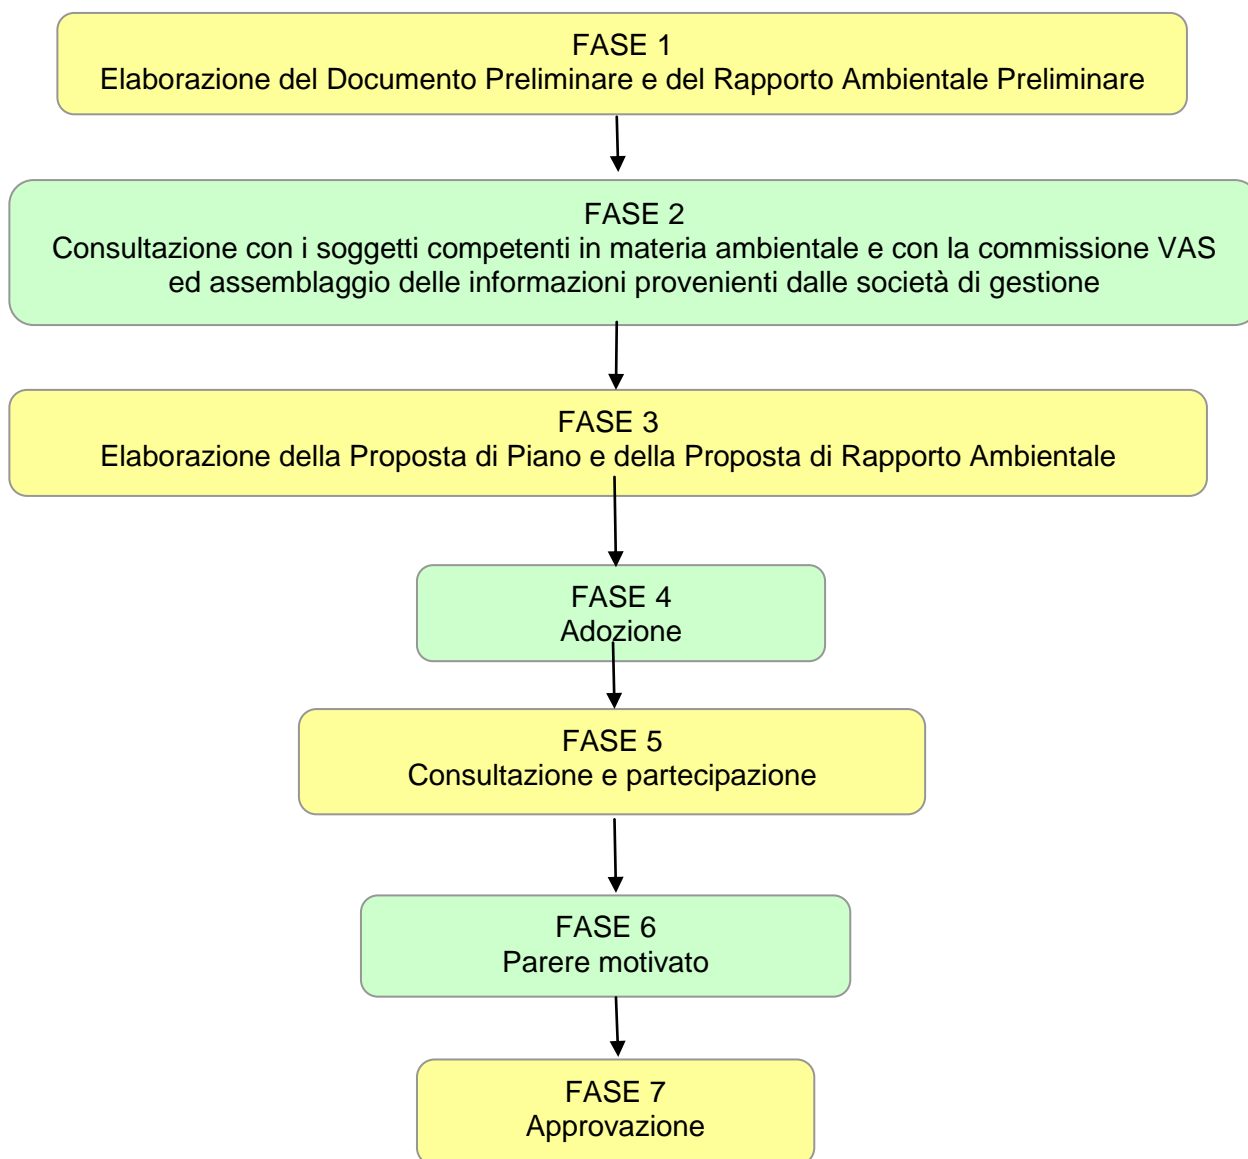 FASE 1
Elaborazione del Documento Preliminare e del Rapporto Ambientale Preliminare
FASE 2
Consultazione con i soggetti competenti in materia ambientale e con la commissione VAS
ed assemblaggio delle informazioni provenienti dalle società di gestione
FASE 3
Elaborazione della Proposta di Piano e della Proposta di Rapporto Ambientale
FASE 4
Adozione
FASE 5
Consultazione e partecipazione
FASE 6
Parere motivato
FASE 7
Approvazione